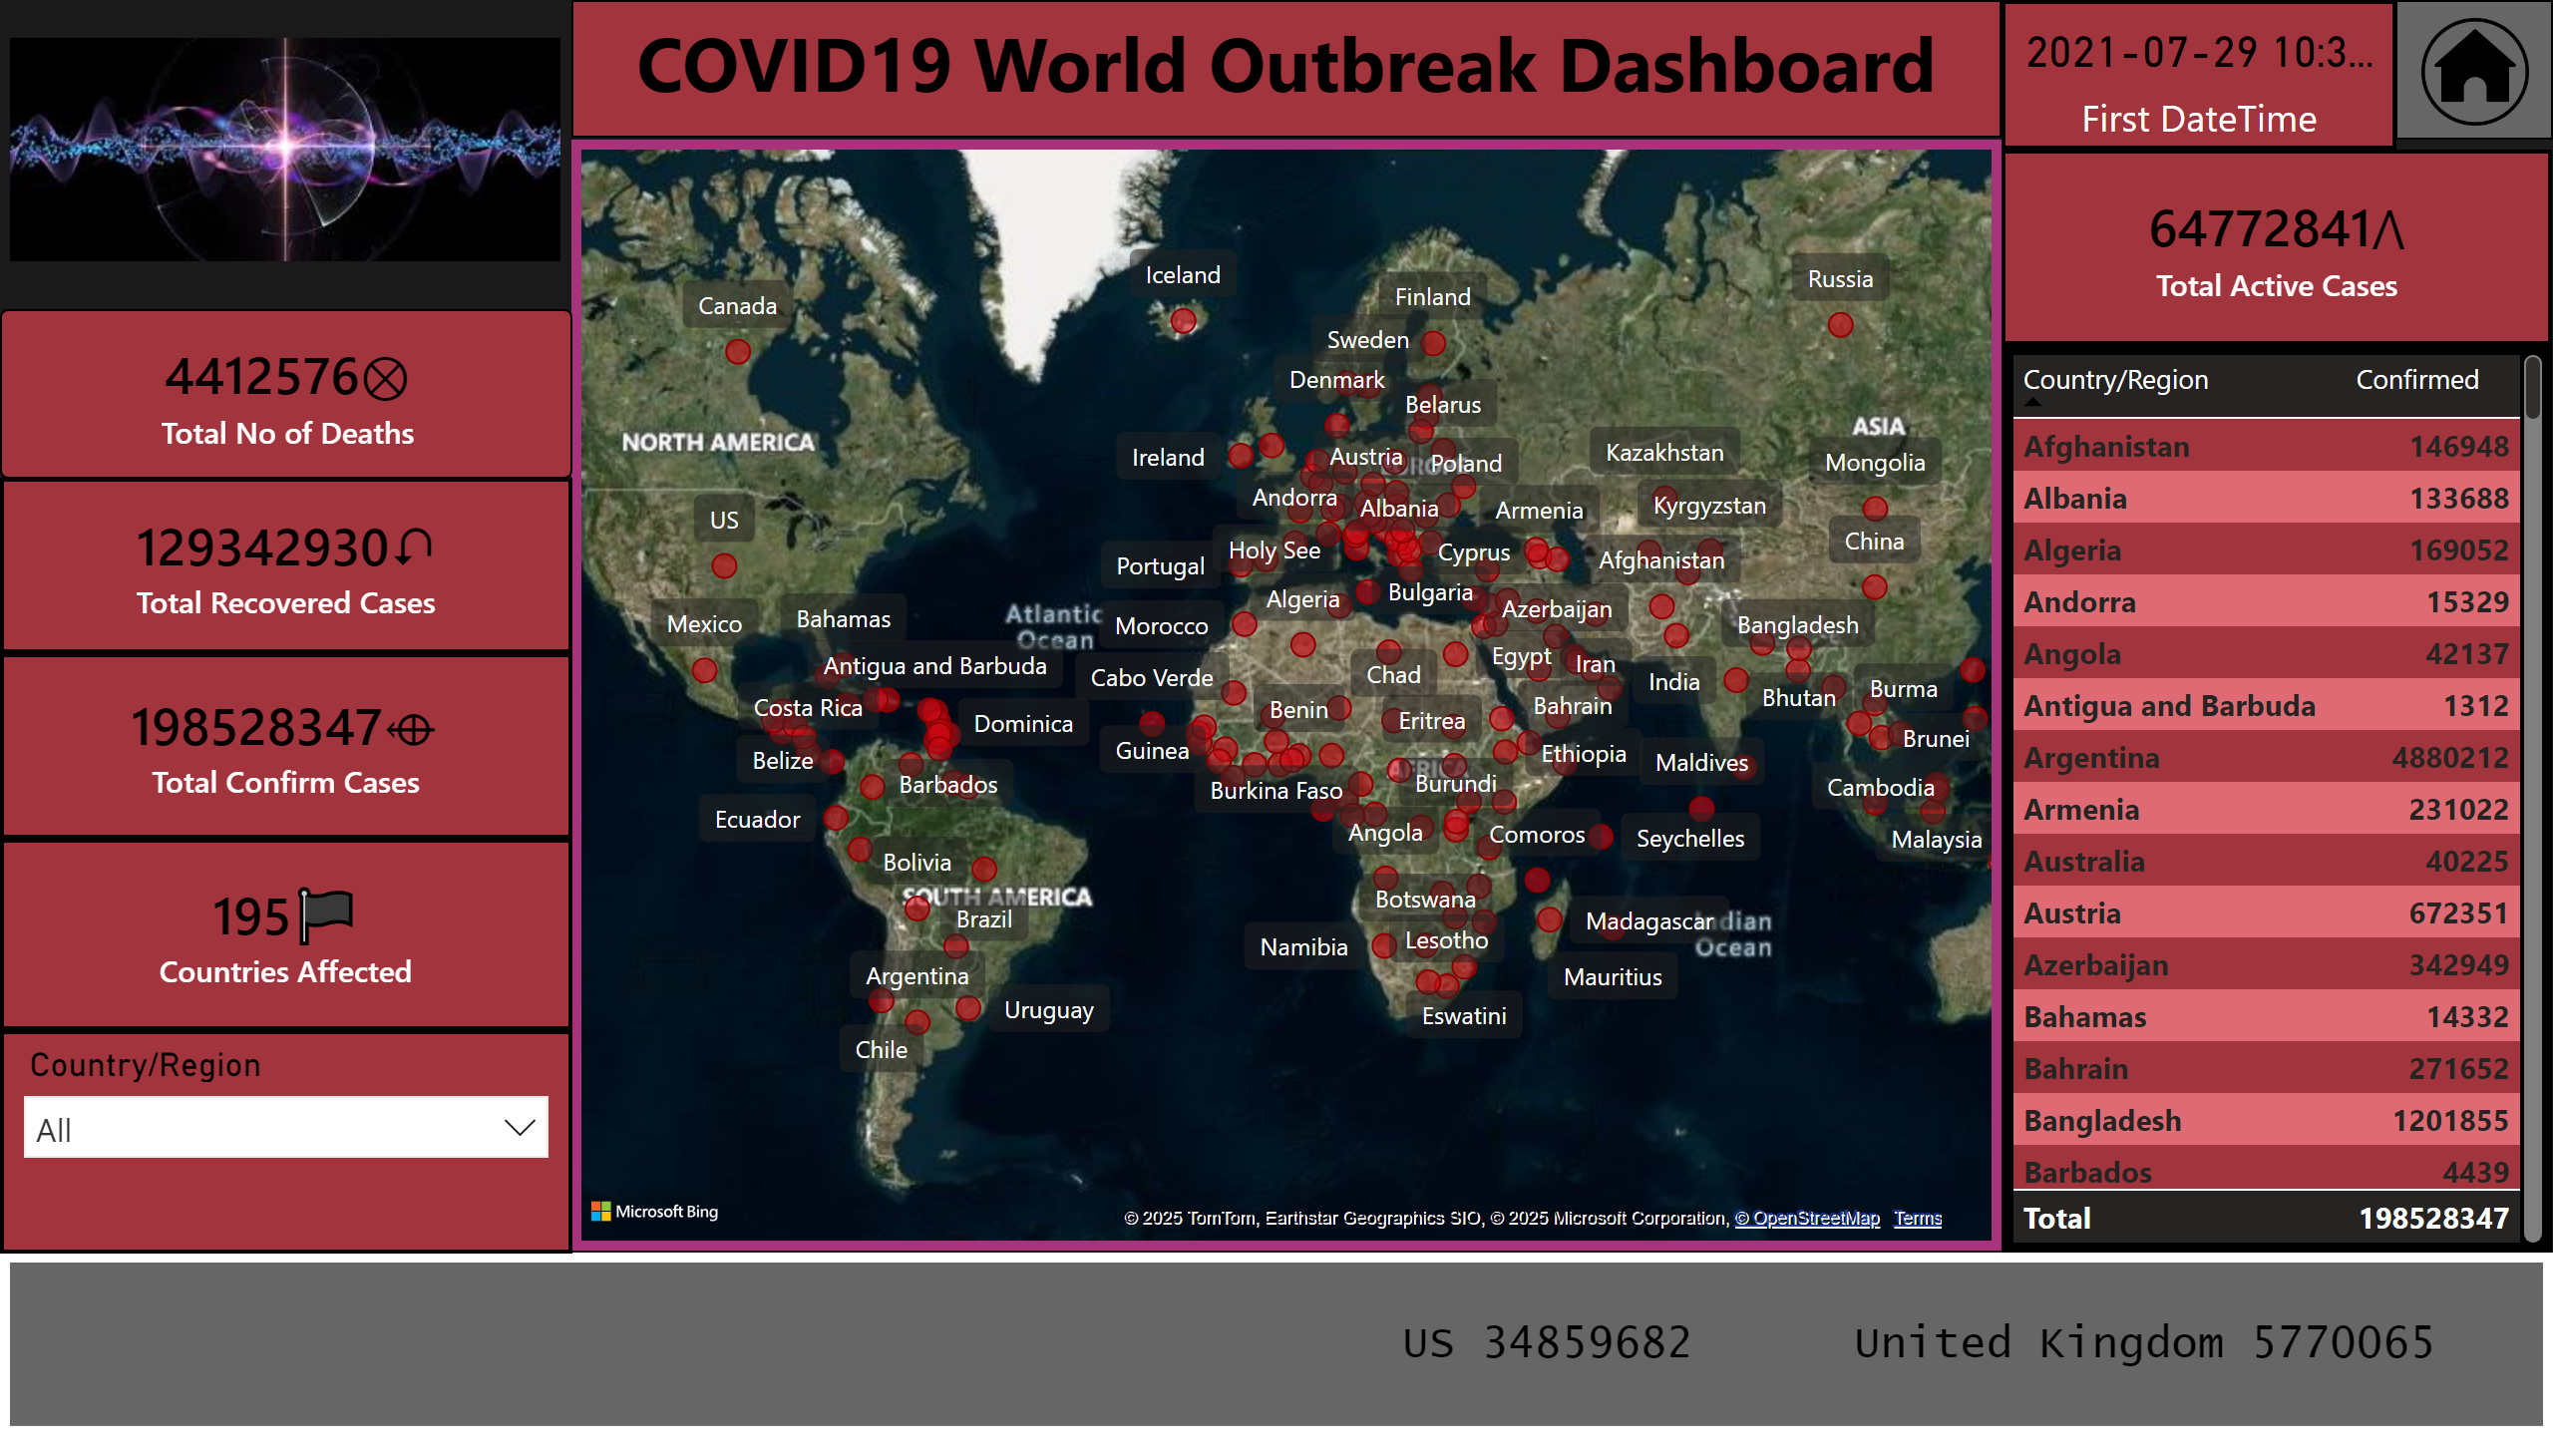 COVID19 World Outbreak Dashboard
2021-07-29 10:3...
First DateTime
4412576
Total No of Deaths
129342930
Total Recovered Cases
198528347
Total Confirm Cases
195
Countries Affected
Country/Region
All
Iceland
Canada
Finland
Russia
Sweden
Denmark
Belarus
NORTH AMERICA
ASIA
Ireland
Austria
Poland
Kazakhstan
Mongolia
Andorra
Albania
Armenia
Kyrgyzstan
US
China
Holy See
Cyprus
Afghanistan
Portugal
Algeria
Bulgaria
Azerbaijan
Mexico
Bahamas
Atlantic
Ocean
Morocco
Bangladesh
Antigua and Barbuda
Cabo Verde
Chad
Egypt
Iran
India
Bhutan
Burma
Costa Rica
Dominica
Benin
Eritrea
Bahrain
Brunei
Belize
Guinea
Ethiopia
Maldives
Barbados
Burkina Faso
Burundi
Cambodia
Ecuador
Angola
Comoros
Seychelles
Malaysia
Bolivia
SOUTH AMERICA
Brazil
Botswana
Madagascar
Indian
Ocean
Namibia
Lesotho
Argentina
Mauritius
Uruguay
Eswatini
Chile
Microsoft Bing
© 2025 TomTom, Earthstar Geographics SIO, © 2025 Microsoft Corporation, © OpenStreetMap Terms
64772841
Total Active Cases
Country/Region Confirmed
Afghanistan 146948
Albania 133688
Algeria 169052
Andorra 15329
Angola 42137
Antigua and Barbuda 1312
Argentina 4880212
Armenia 231022
Australia 40225
Austria 672351
Azerbaijan 342949
Bahamas 14332
Bahrain 271652
Bangladesh 1201855
Barbados 4439
Total 198528347
US 34859682 United Kingdom 5770065